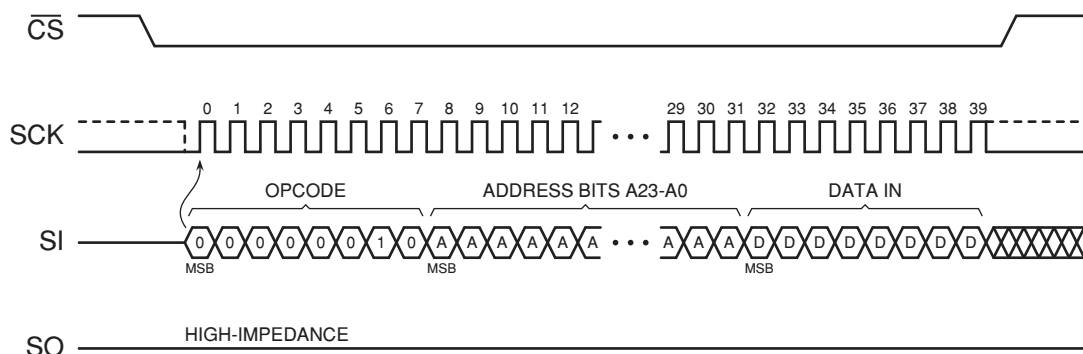 CS
SCK 0 1 2 3 4 5 6 7 8 9 10 11 12 29 30 31 32 33 34 35 36 37 38 39
OPCODE ADDRESS BITS A23-A0 DATA IN
SI 0 0 0 0 0 0 1 0 A A A A A A A A A D D D D D D D D
MSB MSB MSB
HIGH-IMPEDANCE
SO